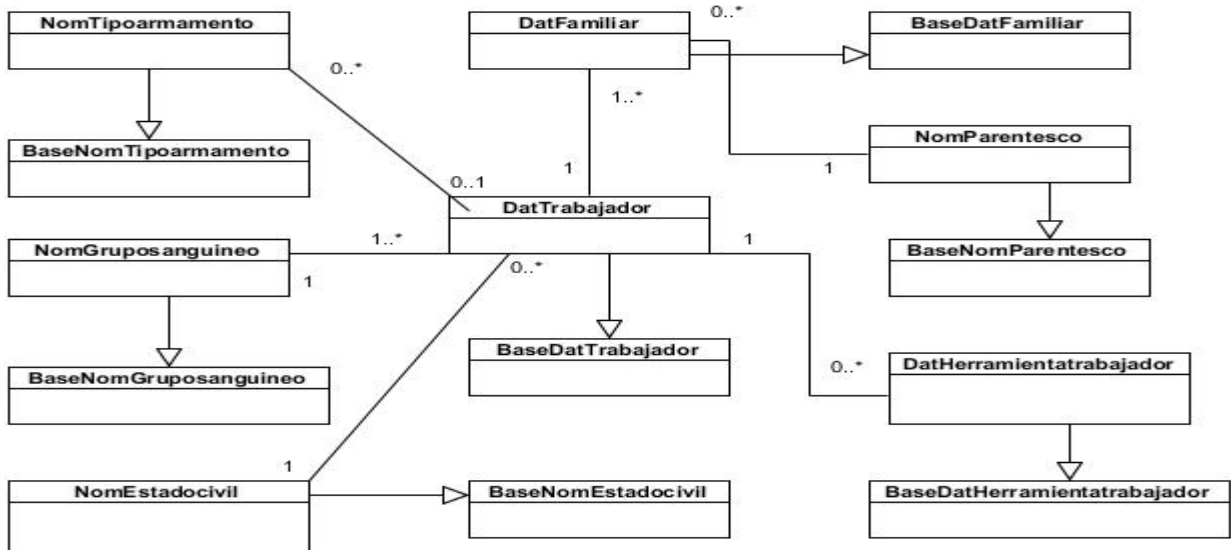 NomTipoarmamento
DatFamiliar
0..*
BaseDatFamiliar
0..*
1..*
BaseNomTipoarmamento
NomParentesco
1
1
0..1
DatTrabajador
NomGruposanguineo
1..*
1
0..*
1
BaseNomParentesco
BaseDatTrabajador
BaseNomGruposanguineo
0..*
DatHerramientatrabajador
1
NomEstadocivil
BaseNomEstadocivil
BaseDatHerramientatrabajador